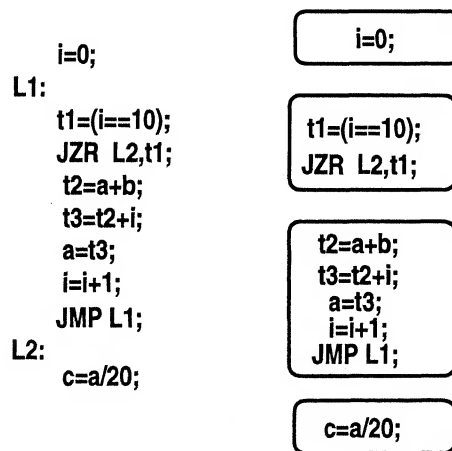 i=0;
L1:
t1=(i==10);
JZR L2,t1;
t2=a+b;
t3=t2+i;
a=t3;
i=i+1;
JMP L1;
L2:
c=a/20;
i=0;
t1=(i==10);
JZR L2,t1;
t2=a+b;
t3=t2+i;
a=t3;
i=i+1;
JMP L1;
c=a/20;